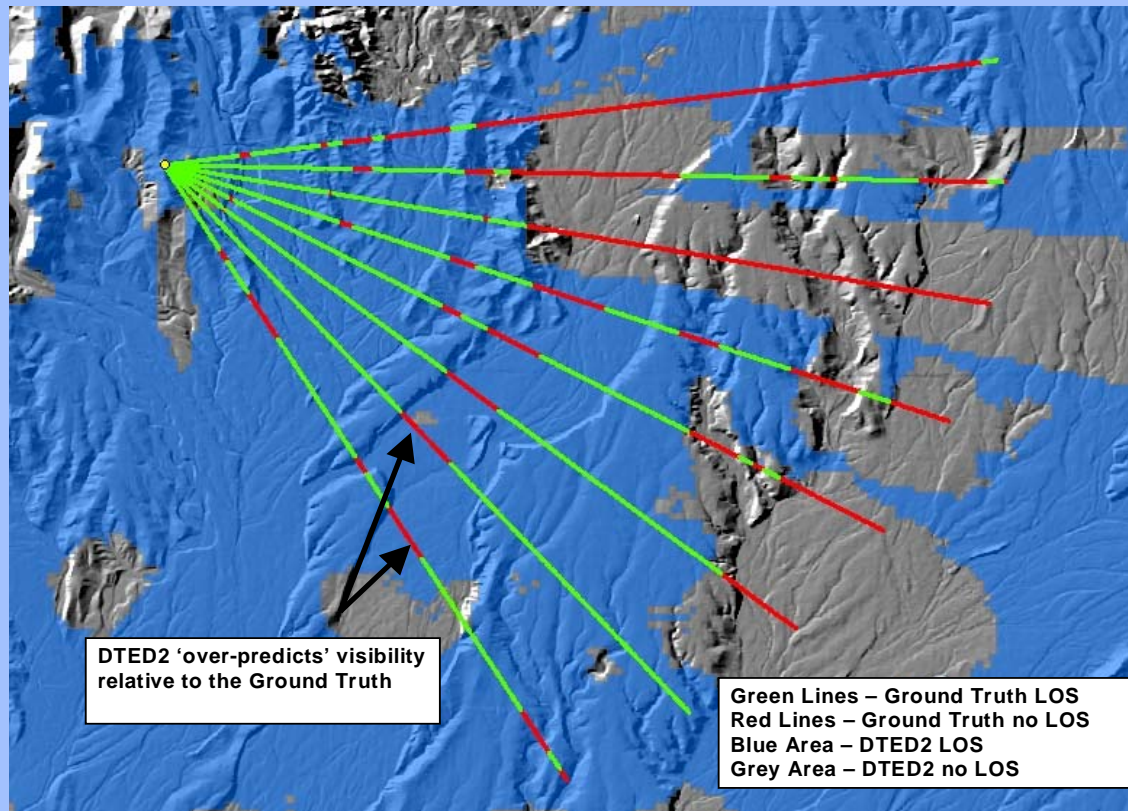 DTED2 ‘over-predicts’ visibility
relative to the Ground Truth
Green Lines – Ground Truth LOS
Red Lines – Ground Truth no LOS
Blue Area – DTED2 LOS
Grey Area – DTED2 no LOS